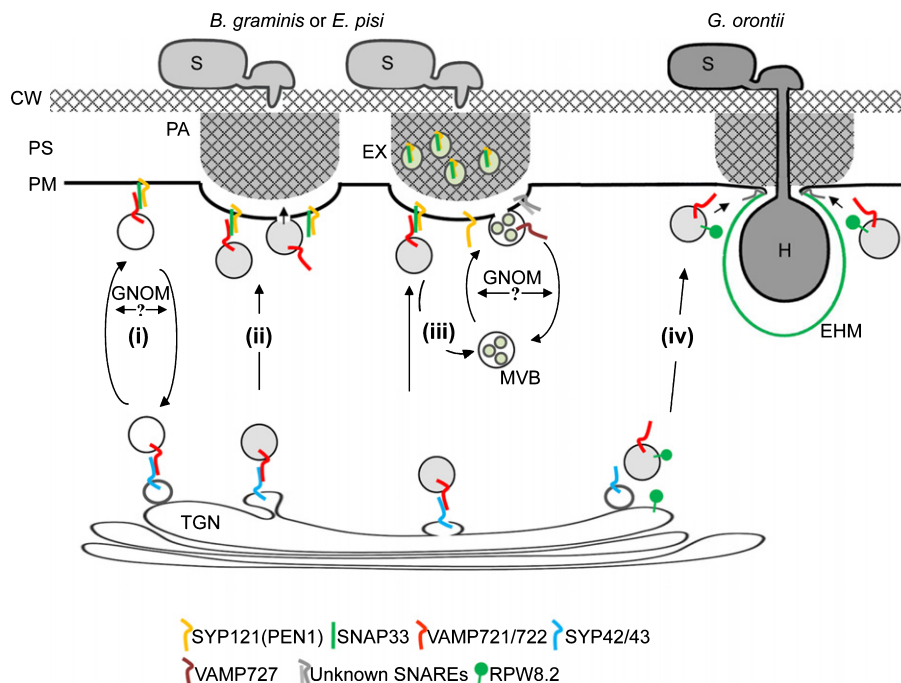 B. graminis or E. pisi
G. orontii
S
S
S
CW
PA
PS
EX
PM
H
GNOM
?
(i)
(ii)
(iii)
GNOM
?
(iv)
EHM
MVB
TGN
SYP121(PEN1) SNAP33 VAMP721/722 SYP42/43
VAMP727 Unknown SNAREs RPW8.2